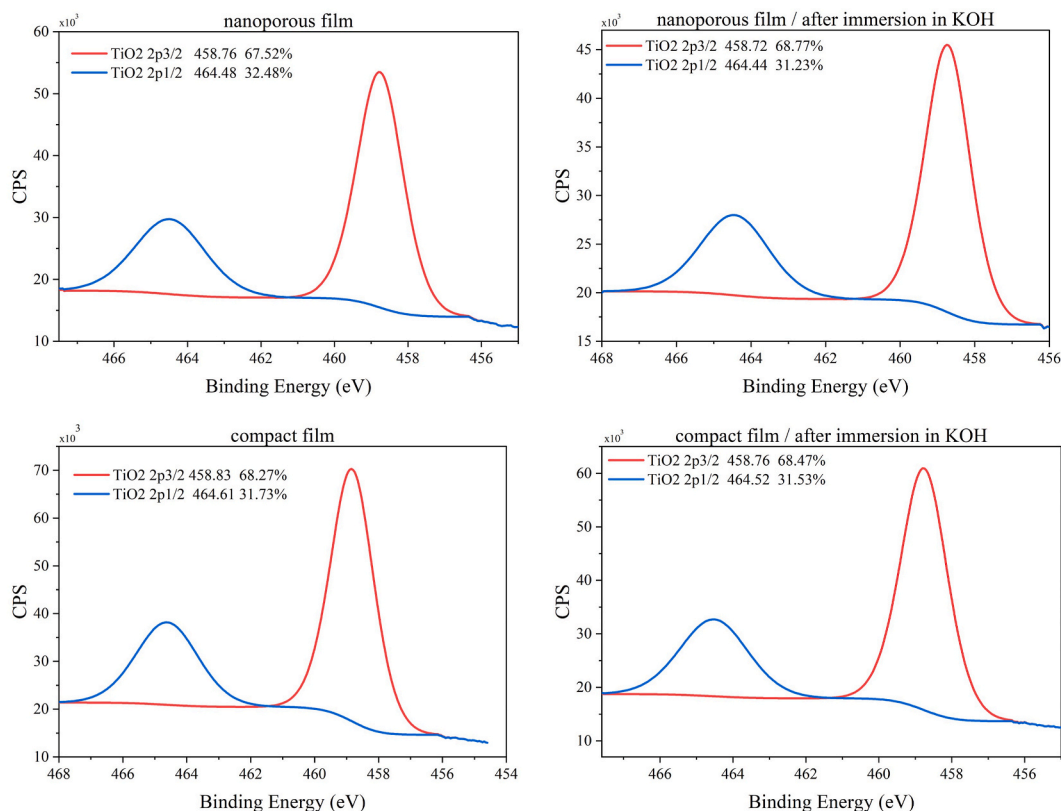 nanoporous film
x10³
TiO2 2p3/2 458.76 67.52%
TiO2 2p1/2 464.48 32.48%
60
50
40
30
20
10
CPS
466 464 462 460 458 456
Binding Energy (eV)
nanoporous film / after immersion in KOH
x10³
TiO2 2p3/2 458.72 68.77%
TiO2 2p1/2 464.44 31.23%
45
40
35
30
25
20
15
CPS
468 466 464 462 460 458 456
Binding Energy (eV)
compact film
x10³
TiO2 2p3/2 458.83 68.27%
TiO2 2p1/2 464.61 31.73%
70
60
50
40
30
20
10
CPS
468 466 464 462 460 458 456 454
Binding Energy (eV)
compact film / after immersion in KOH
x10³
TiO2 2p3/2 458.76 68.47%
TiO2 2p1/2 464.52 31.53%
60
50
40
30
20
10
CPS
466 464 462 460 458 456
Binding Energy (eV)